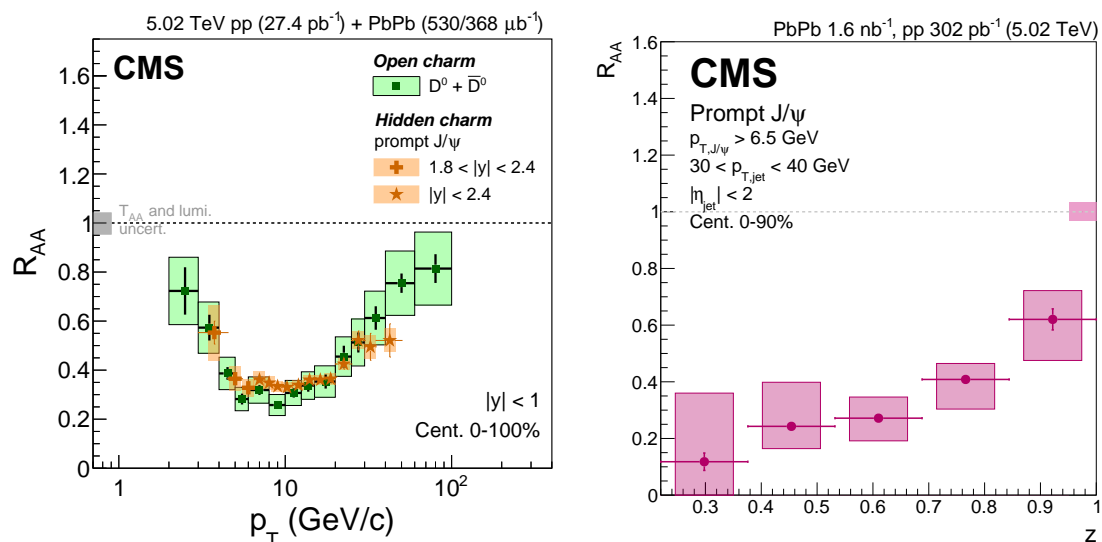 5.02 TeV pp (27.4 pb⁻¹) + PbPb (530/368 μb⁻¹)
CMS
Open charm
D⁰ + D̅⁰
Hidden charm
prompt J/ψ
1.8 < |y| < 2.4
|y| < 2.4
T_AA and lumi.
uncert.
|y| < 1
Cent. 0-100%
R_AA
1.6
1.4
1.2
1
0.8
0.6
0.4
0.2
0
1
10
10²
p_T (GeV/c)
PbPb 1.6 nb⁻¹, pp 302 pb⁻¹ (5.02 TeV)
R_AA
1.6
1.4
1.2
1
0.8
0.6
0.4
0.2
0
CMS
Prompt J/ψ
p_T,J/ψ > 6.5 GeV
30 < p_T,jet < 40 GeV
|η_jet| < 2
Cent. 0-90%
0.3
0.4
0.5
0.6
0.7
0.8
0.9
1
z